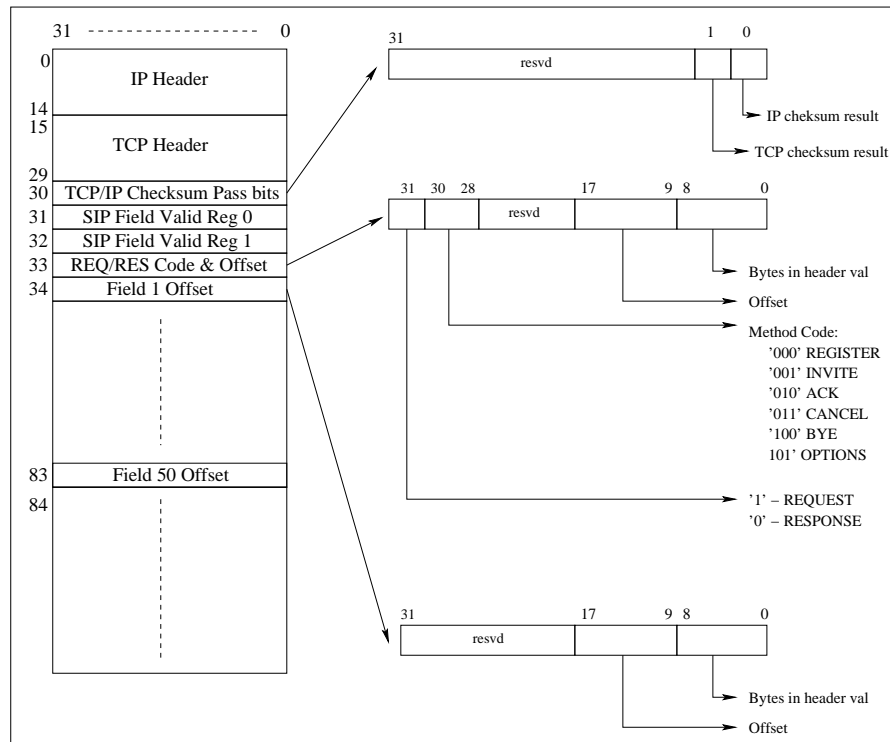 31 0
0
IP Header
14
15
TCP Header
29
30 TCP/IP Checksum Pass bits
31 SIP Field Valid Reg 0
32 SIP Field Valid Reg 1
33 REQ/RES Code & Offset
34 Field 1 Offset
83 Field 50 Offset
84
31 1 0
resvd
IP cheksum result
TCP checksum result
31 30 28 17 9 8 0
resvd
Bytes in header val
Offset
Method Code:
'000' REGISTER
'001' INVITE
'010' ACK
'011' CANCEL
'100' BYE
101' OPTIONS
'1' – REQUEST
'0' – RESPONSE
31 17 9 8 0
resvd
Bytes in header val
Offset